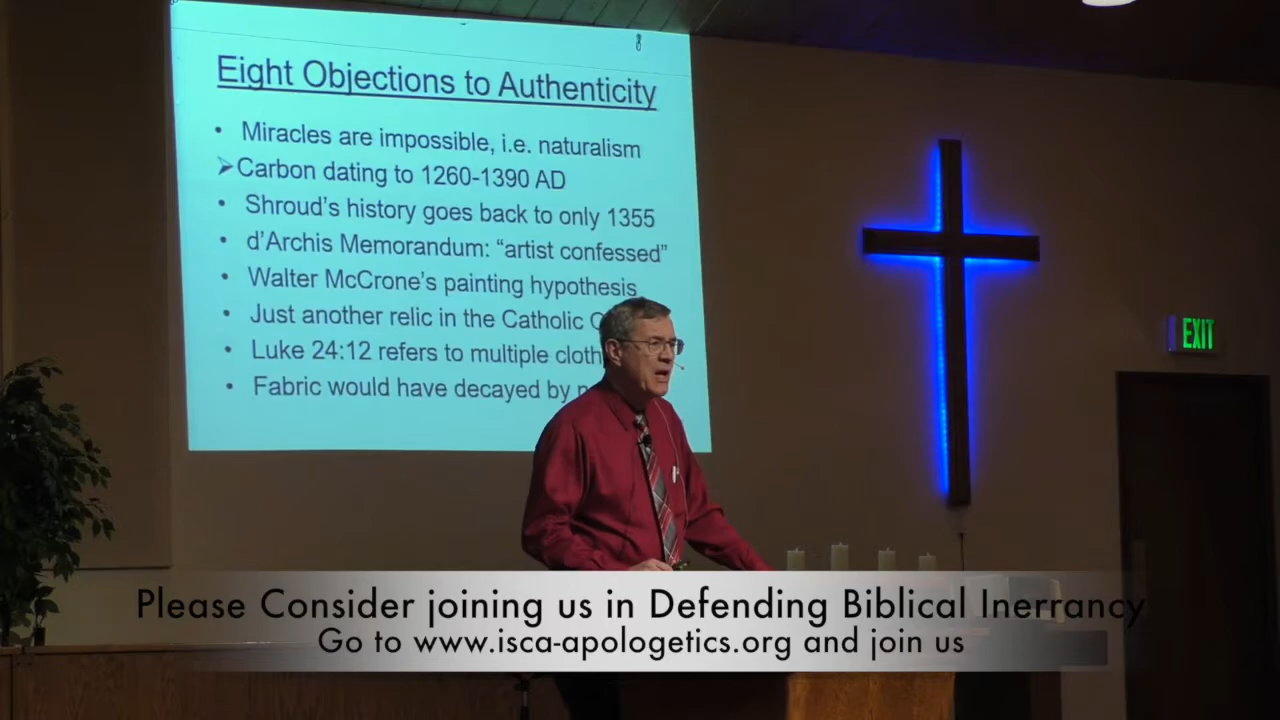 Eight Objections to Authenticity
• Miracles are impossible, i.e. naturalism
➢Carbon dating to 1260-1390 AD
• Shroud's history goes back to only 1355
• d'Archis Memorandum: “artist confessed”
• Walter McCrone's painting hypothesis
• Just another relic in the Catholic
• Luke 24:12 refers to multiple cloth
• Fabric would have decayed by
EXIT
Please Consider joining us in Defending Biblical Inerrancy
Go to www.isca-apologetics.org and join us